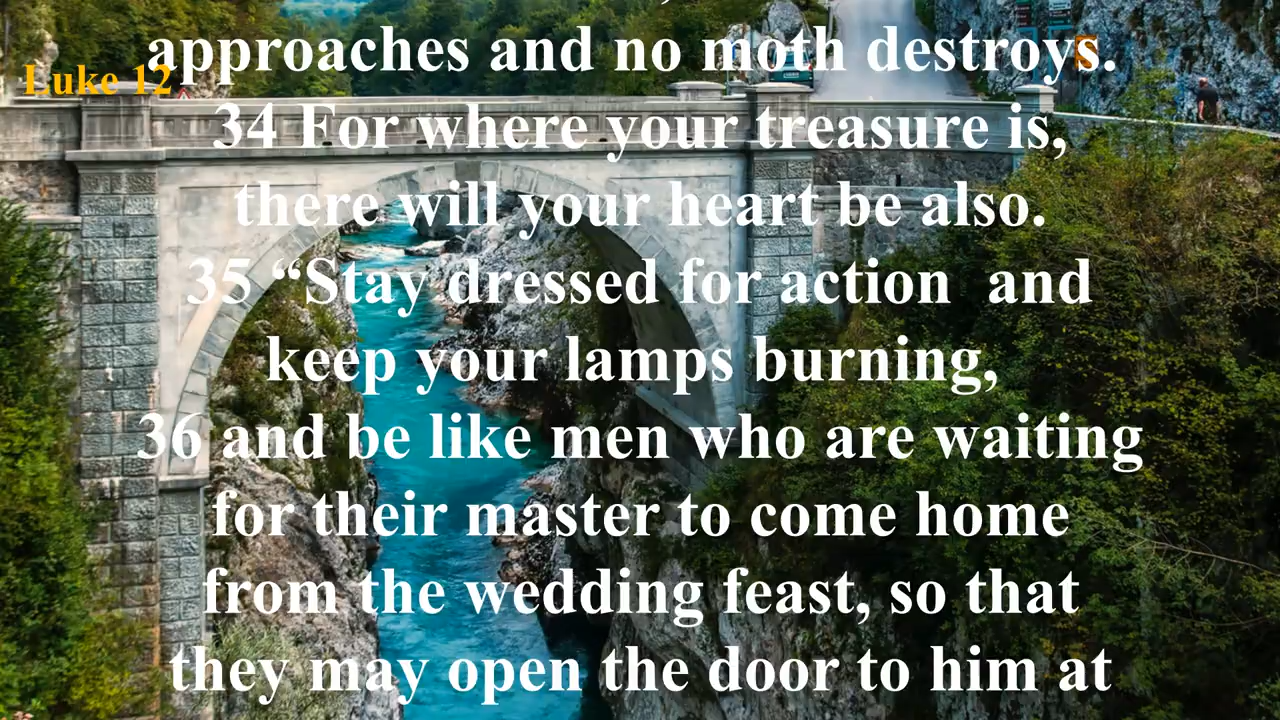 approaches and no moth destroys.
Luke 12
34 For where your treasure is,
there will your heart be also.
35 “Stay dressed for action  and
keep your lamps burning,
36 and be like men who are waiting
for their master to come home
from the wedding feast, so that
they may open the door to him at